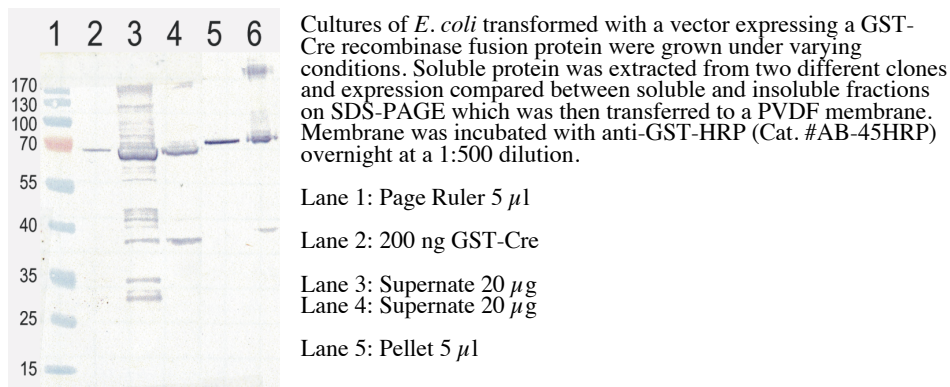 1 2 3 4 5 6
170
130
100
70
55
40
35
25
15
Cultures of E. coli transformed with a vector expressing a GST-
Cre recombinase fusion protein were grown under varying
conditions. Soluble protein was extracted from two different clones
and expression compared between soluble and insoluble fractions
on SDS-PAGE which was then transferred to a PVDF membrane.
Membrane was incubated with anti-GST-HRP (Cat. #AB-45HRP)
overnight at a 1:500 dilution.
Lane 1: Page Ruler 5 µl
Lane 2: 200 ng GST-Cre
Lane 3: Supernate 20 µg
Lane 4: Supernate 20 µg
Lane 5: Pellet 5 µl